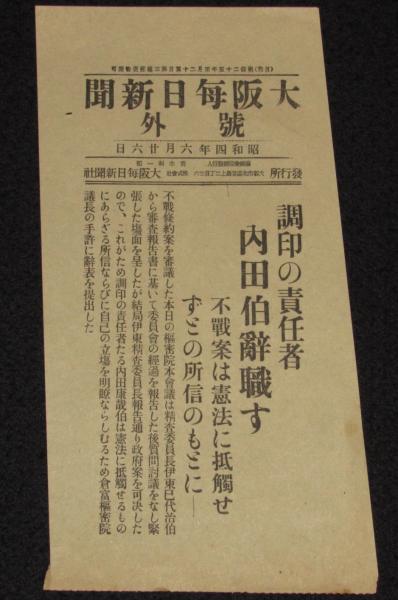 大阪每日新聞
號外
昭和四年六月廿六日
發行所
大阪每日新聞社
調印の責任者
內田伯辭職す
不戰案は憲法に抵觸せ
ずとの所信のもとに―
不戰條約案を審議した本日の樞密院本會議は精査委員長伊東巳代治伯
から審査報告書に基いて委員會の經過を報告した後質問討議をなし緊
張した塲面を呈したが結局伊東精査委員長報告通り政府案を可決した
ので、これがため調印の責任者たる內田康哉伯は憲法に抵觸せるもの
にあらざる所信ならびに自己の立塲を明瞭ならしむるため倉富樞密院
議長の手許に辭表を提出した